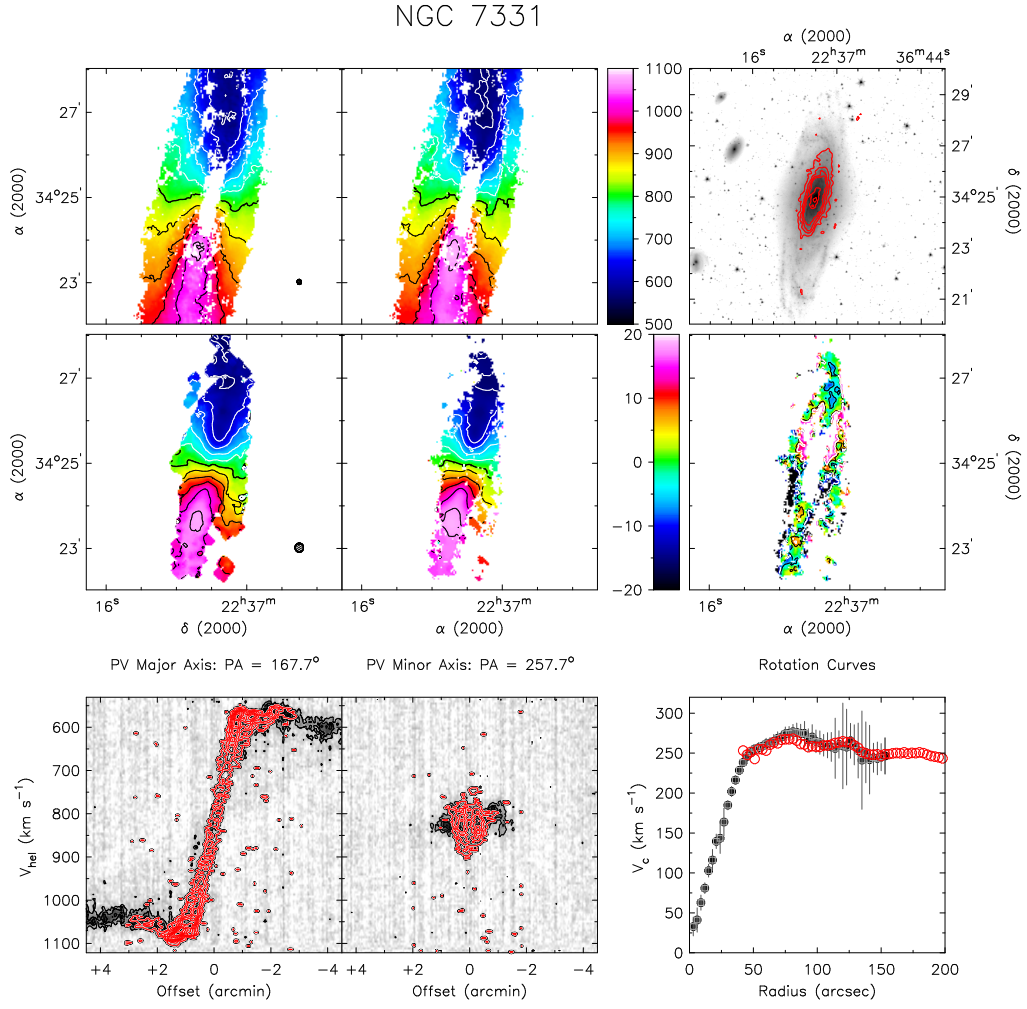 NGC 7331
α (2000)
16ˢ 22ʰ37ᵐ 36ᵐ44ˢ
27'
34°25'
23'
α (2000)
1100
1000
900
800
700
600
500
29'
27'
34°25'
23'
21'
δ (2000)
27'
34°25'
23'
α (2000)
20
10
0
−10
−20
27'
34°25'
23'
δ (2000)
16ˢ 22ʰ37ᵐ 16ˢ 22ʰ37ᵐ 16ˢ 22ʰ37ᵐ
δ (2000) α (2000) α (2000)
PV Major Axis: PA = 167.7° PV Minor Axis: PA = 257.7° Rotation Curves
600
700
800
900
1000
1100
V_hel (km s⁻¹)
+4 +2 0 −2 −4 +4 +2 0 −2 −4
Offset (arcmin) Offset (arcmin)
300
250
200
150
100
50
0
V_c (km s⁻¹)
0 50 100 150 200
Radius (arcsec)